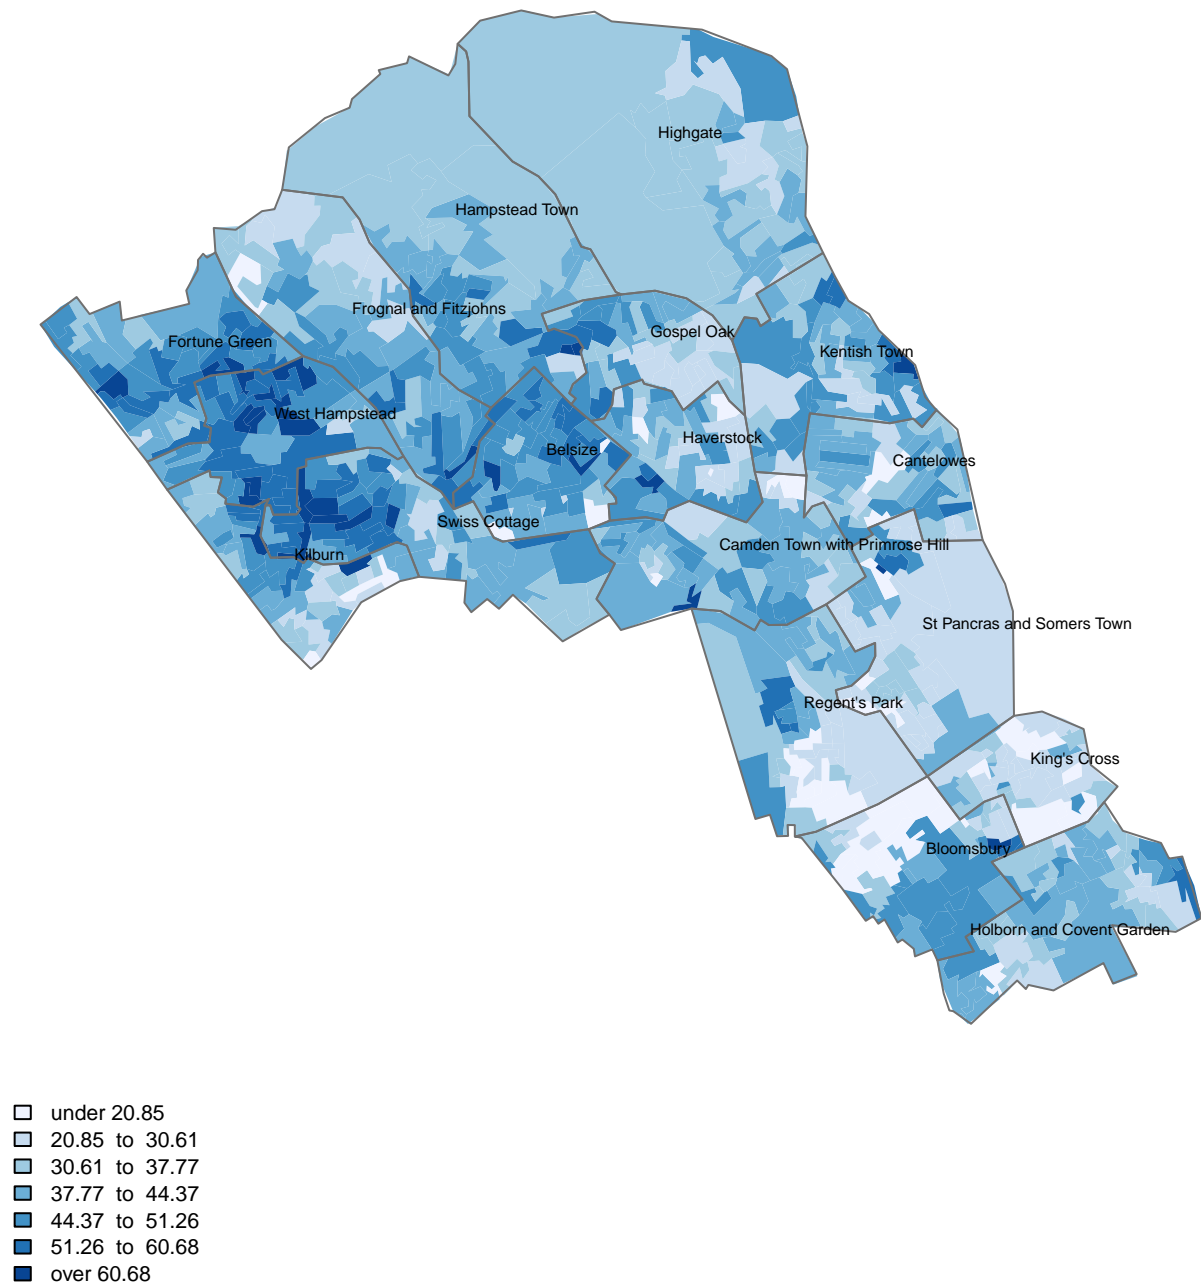 Highgate
Hampstead Town
Frognal and Fitzjohns
Gospel Oak
Fortune Green
Kentish Town
West Hampstead
Haverstock
Belsize
Cantelowes
Swiss Cottage
Camden Town with Primrose Hill
Kilburn
St Pancras and Somers Town
Regent's Park
King's Cross
Bloomsbury
Holborn and Covent Garden
under 20.85
20.85 to 30.61
30.61 to 37.77
37.77 to 44.37
44.37 to 51.26
51.26 to 60.68
over 60.68